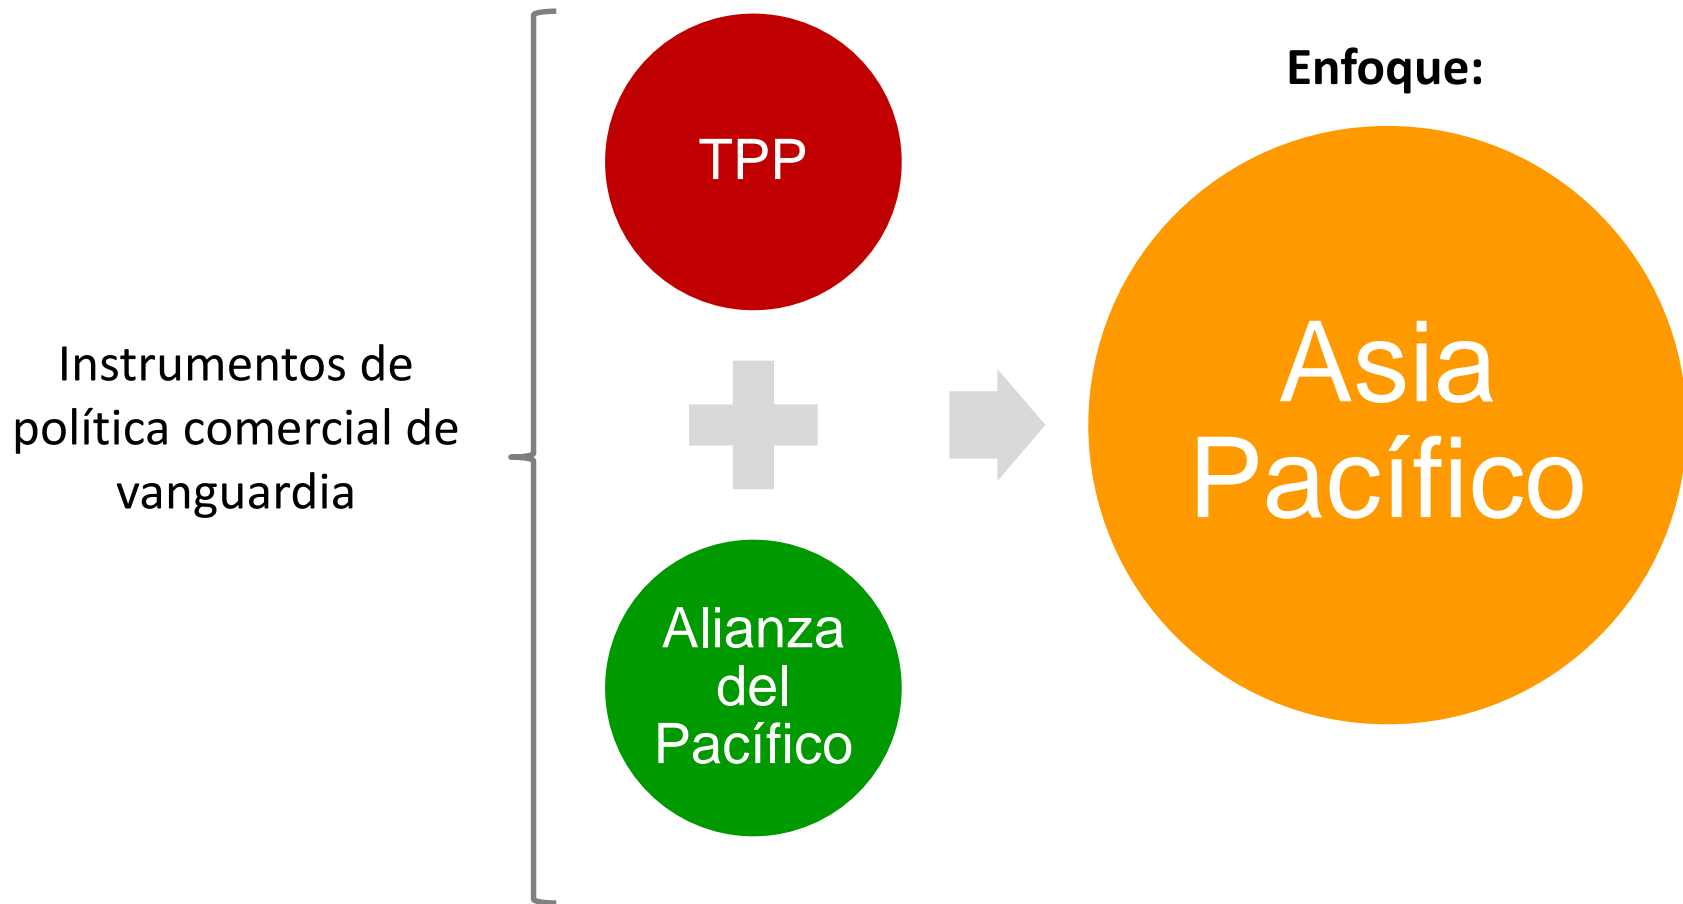 Instrumentos de
política comercial de
vanguardia
TPP
Alianza
del
Pacífico
Enfoque:
Asia
Pacífico